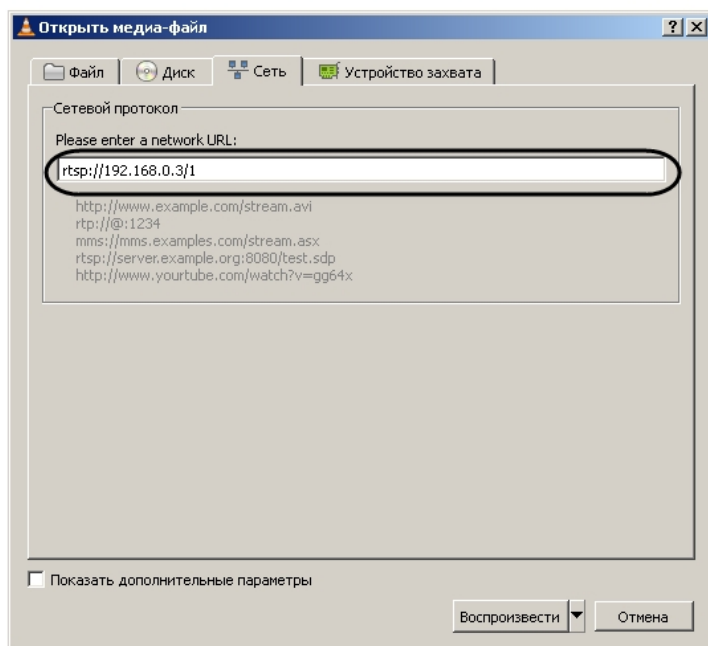 Открыть медиа-файл
Файл Диск Сеть Устройство захвата
Сетевой протокол
Please enter a network URL:
rtsp://192.168.0.3/1
http://www.example.com/stream.avi
rtp://@:1234
mms://mms.examples.com/stream.asx
rtsp://server.example.org:8080/test.sdp
http://www.yourtube.com/watch?v=gg64x
Показать дополнительные параметры
Воспроизвести Отмена